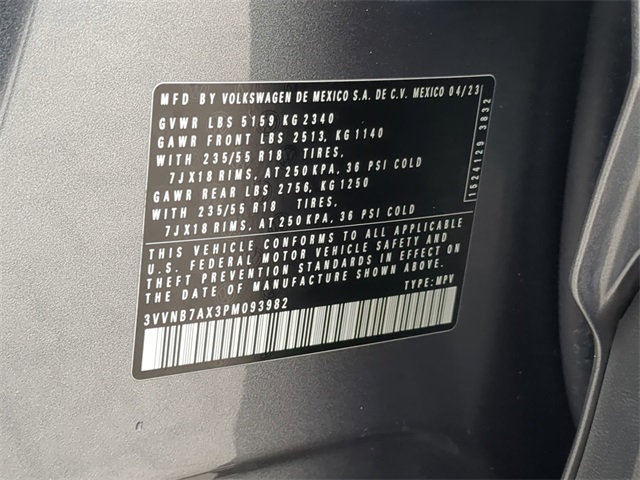 MFD BY VOLKSWAGEN DE MEXICO S.A. DE C.V. MEXICO 04/23
GVWR LBS 5159 KG 2340
GAWR FRONT LBS 2513, KG 1140
WITH 235/55 R18 TIRES,
7JX18 RIMS, AT 250 KPA, 36 PSI COLD
GAWR REAR LBS 2756, KG 1250
WITH 235/55 R18 TIRES,
7JX18 RIMS, AT 250 KPA, 36 PSI COLD
THIS VEHICLE CONFORMS TO ALL APPLICABLE
U.S. FEDERAL MOTOR VEHICLE SAFETY AND
THEFT PREVENTION STANDARDS IN EFFECT ON
THE DATE OF MANUFACTURE SHOWN ABOVE.
3VVNB7AX3PM093982 TYPE: MPV
1524129 3832